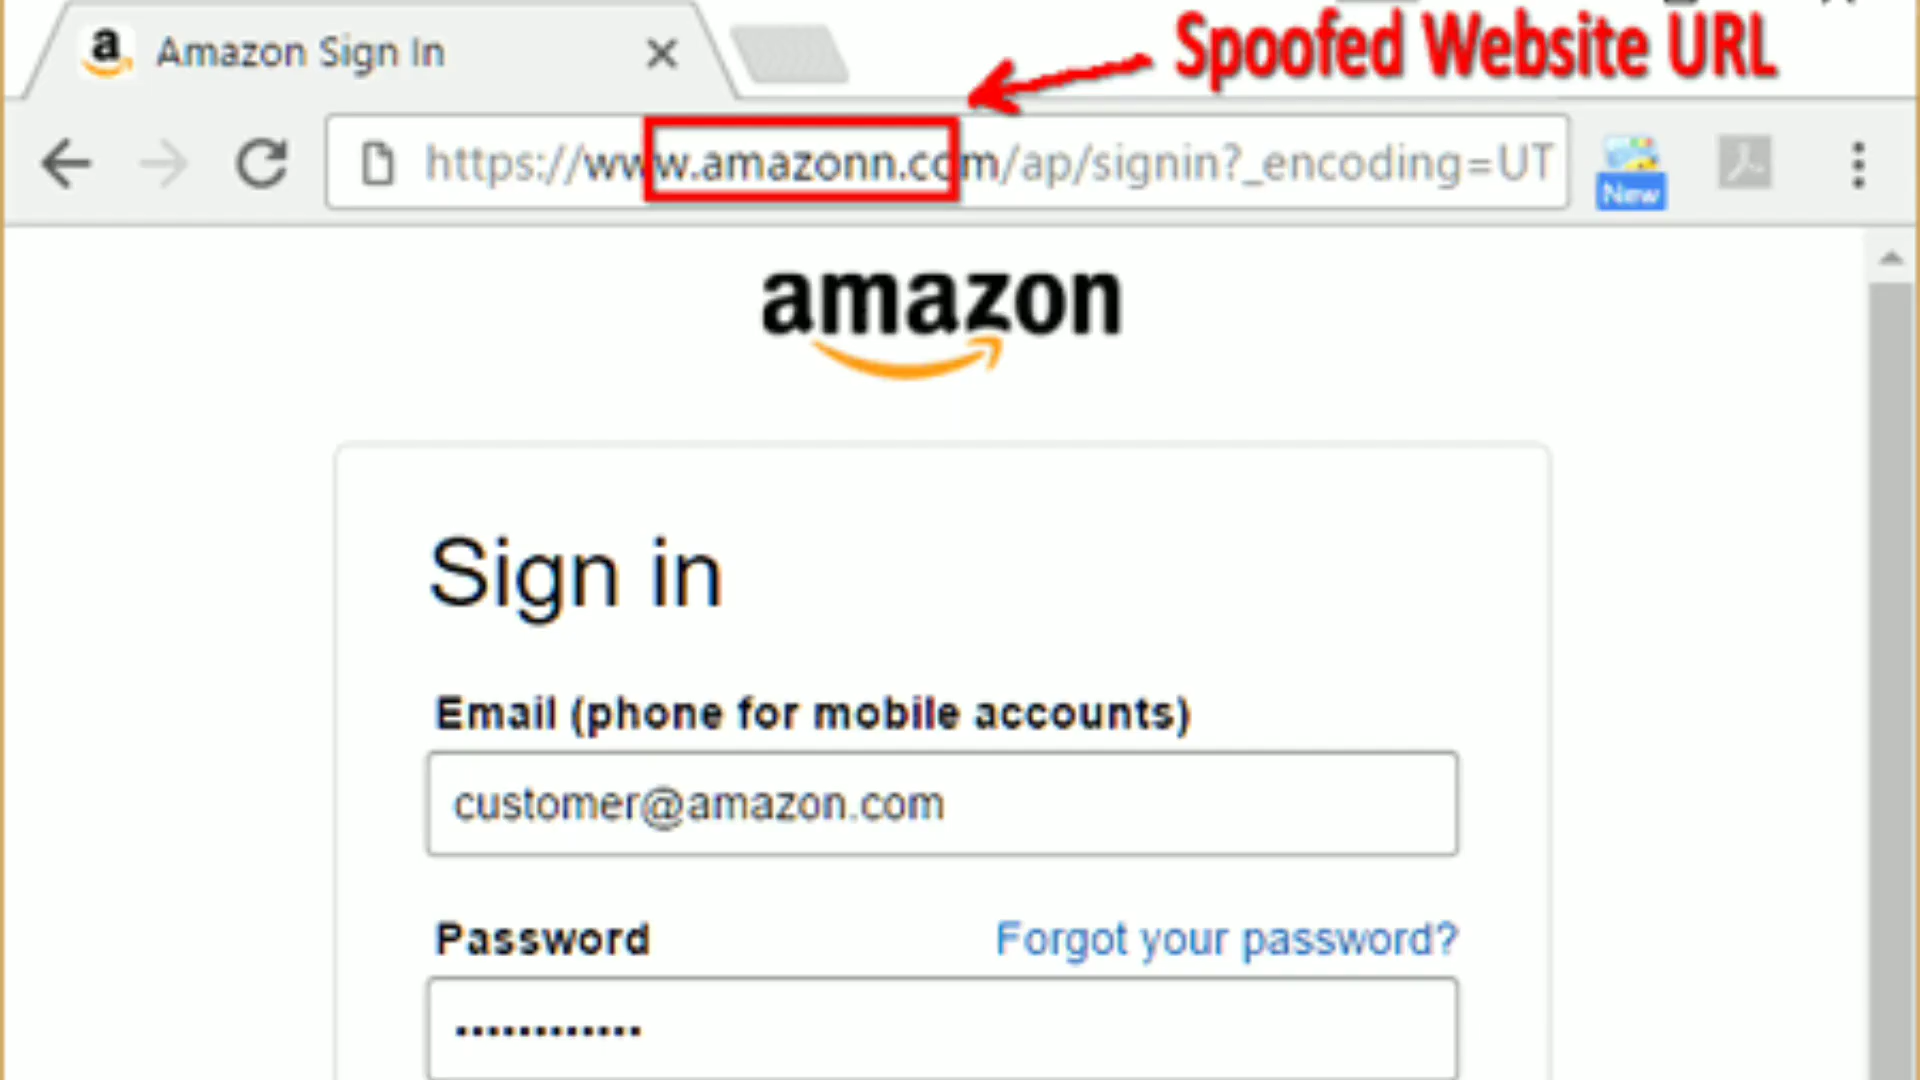 a Amazon Sign In
Spoofed Website URL
https://www.amazonn.com/ap/signin?_encoding=UT
New
amazon
Sign in
Email (phone for mobile accounts)
customer@amazon.com
Password Forgot your password?